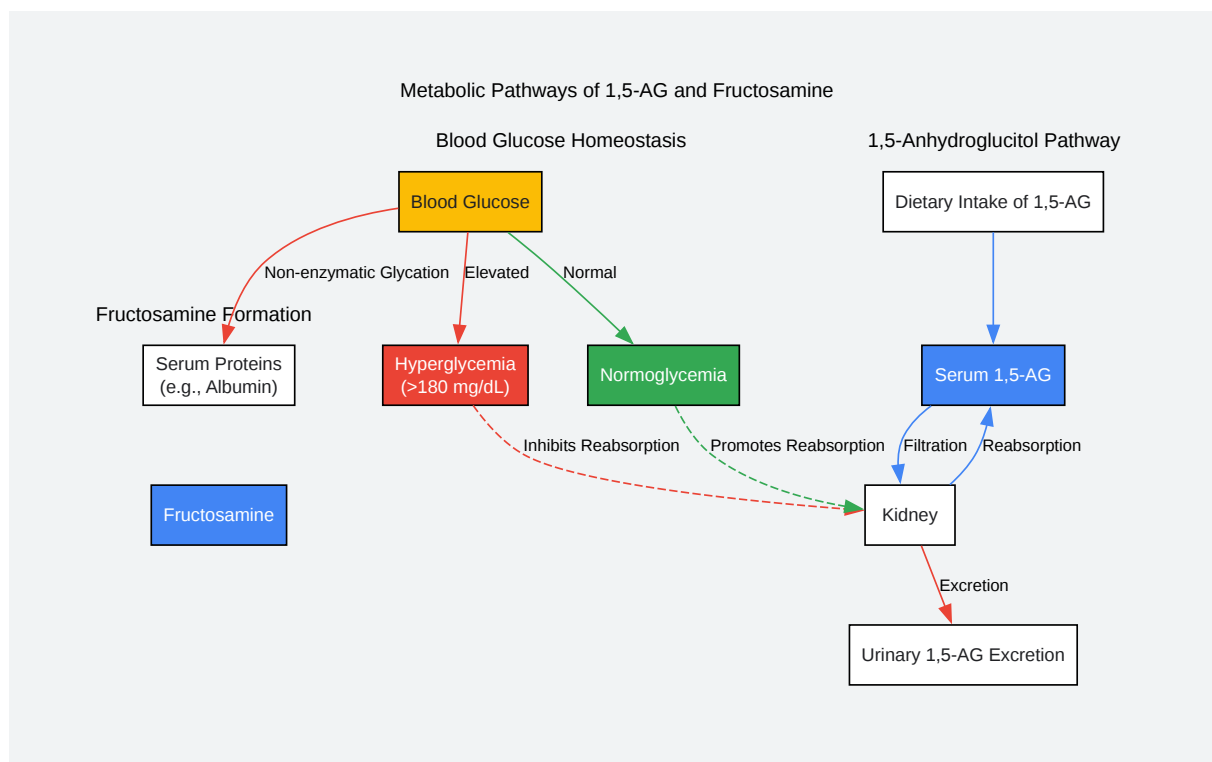 Metabolic Pathways of 1,5-AG and Fructosamine
Blood Glucose Homeostasis
1,5-Anhydroglucitol Pathway
Blood Glucose
Dietary Intake of 1,5-AG
Non-enzymatic Glycation
Elevated
Normal
Fructosamine Formation
Serum Proteins
(e.g., Albumin)
Hyperglycemia
(>180 mg/dL)
Normoglycemia
Serum 1,5-AG
Inhibits Reabsorption
Promotes Reabsorption
Filtration
Reabsorption
Fructosamine
Kidney
Excretion
Urinary 1,5-AG Excretion